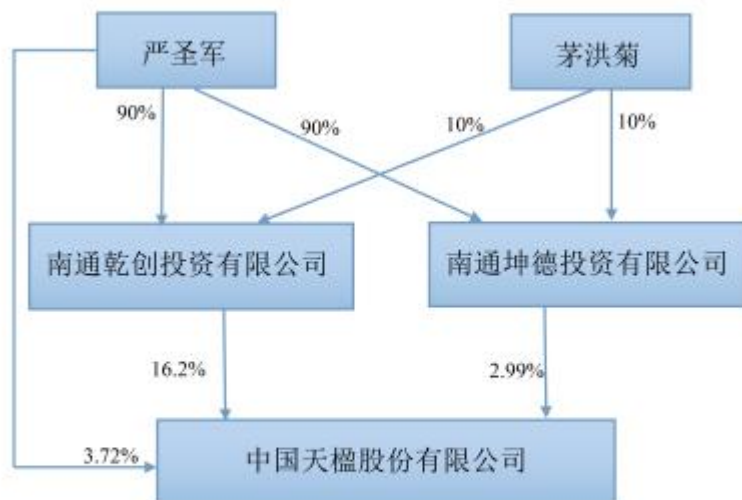 严圣军
茅洪菊
90%
90%
10%
10%
南通乾创投资有限公司
南通坤德投资有限公司
16.2%
2.99%
3.72%
中国天楹股份有限公司